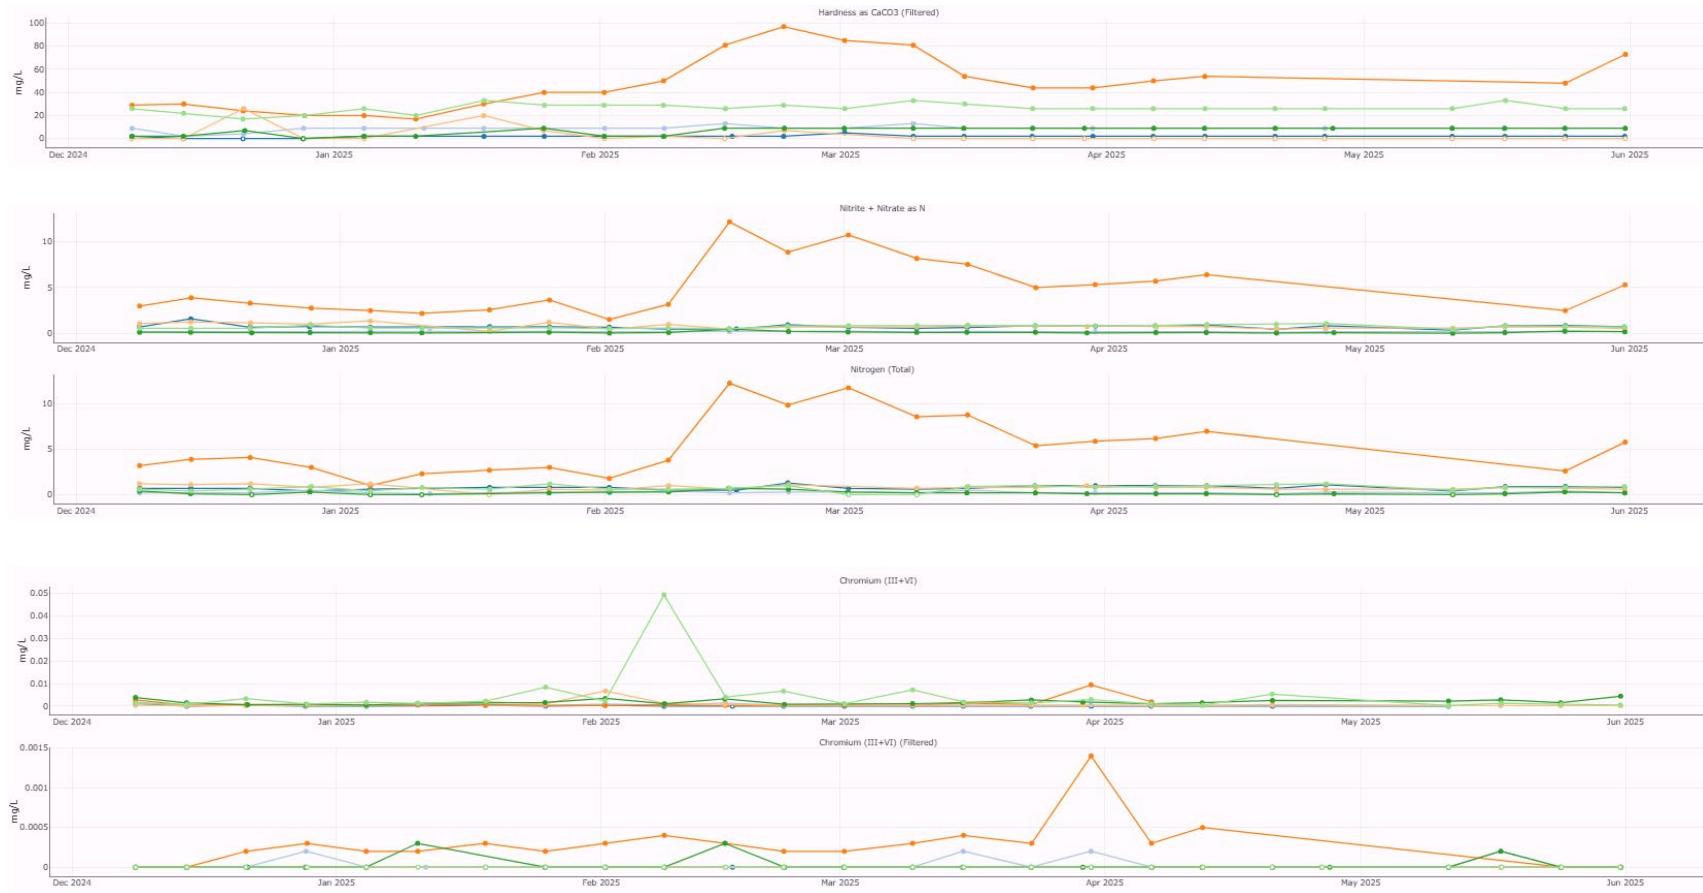 Hardness as CaCO3 (Filtered)
100
80
60
40
20
0
mg/L
Dec 2024 Jan 2025 Feb 2025 Mar 2025 Apr 2025 May 2025 Jun 2025
Nitrite + Nitrate as N
10
5
0
mg/L
Dec 2024 Jan 2025 Feb 2025 Mar 2025 Apr 2025 May 2025 Jun 2025
Nitrogen (Total)
10
5
0
mg/L
Dec 2024 Jan 2025 Feb 2025 Mar 2025 Apr 2025 May 2025 Jun 2025
Chromium (III+VI)
0.05
0.04
0.03
0.02
0.01
0
mg/L
Dec 2024 Jan 2025 Feb 2025 Mar 2025 Apr 2025 May 2025 Jun 2025
Chromium (III+VI) (Filtered)
0.0015
0.001
0.0005
0
mg/L
Dec 2024 Jan 2025 Feb 2025 Mar 2025 Apr 2025 May 2025 Jun 2025